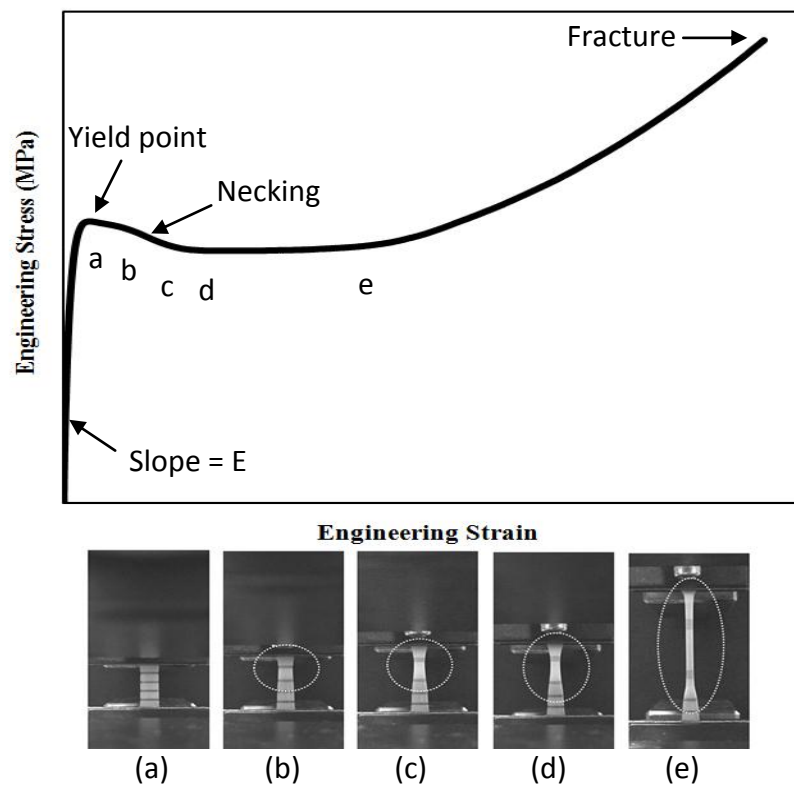 Fracture
Yield point
Necking
Engineering Stress (MPa)
a
b
c
d
e
Slope = E
Engineering Strain
(a) (b) (c) (d) (e)